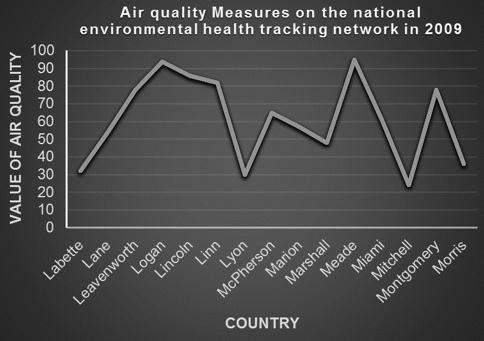 Air quality Measures on the national
environmental health tracking network in 2009
VALUE OF AIR QUALITY
100
90
80
70
60
50
40
30
20
10
0
Labette
Lane
Leavenworth
Logan
Lincoln
Linn
Lyon
McPherson
Marion
Marshall
Meade
Miami
Mitchell
Montgomery
Morris
COUNTRY